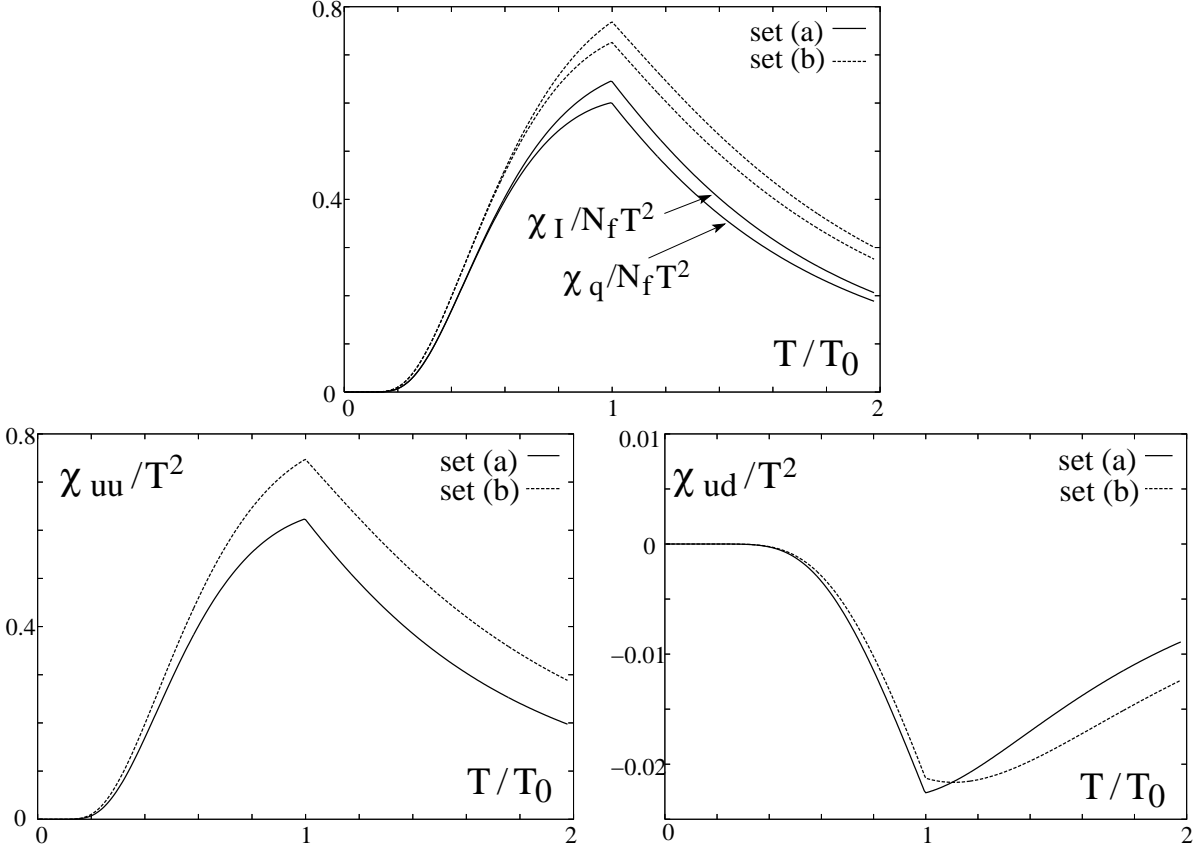 0.8
set (a)
set (b)
0.4
χ I /N f T 2
χ q /N f T 2
T / T 0
0
0 1 2
0.8
χ uu /T 2
set (a)
set (b)
0.4
T / T 0
0
0 1 2
0.01
χ ud /T 2
set (a)
set (b)
0
−0.01
−0.02
T / T 0
0 1 2